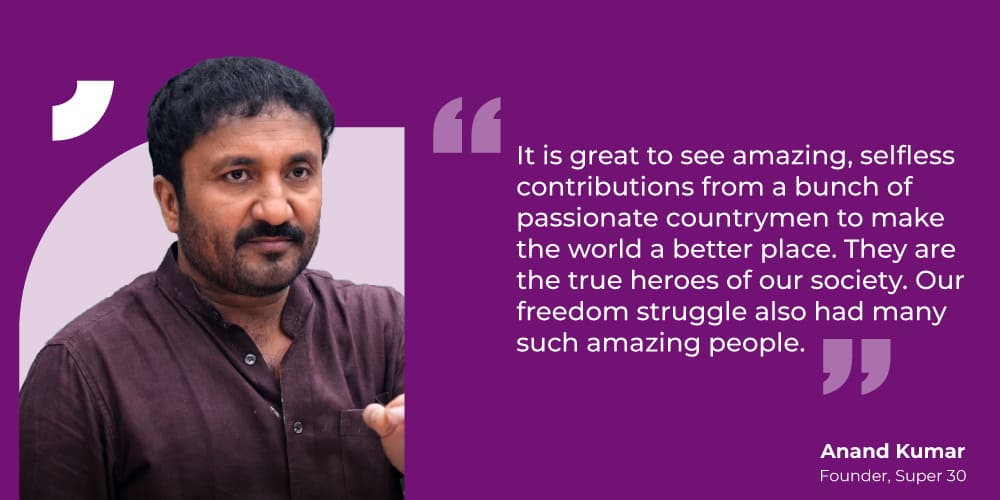 It is great to see amazing, selfless
contributions from a bunch of
passionate countrymen to make
the world a better place. They are
the true heroes of our society. Our
freedom struggle also had many
such amazing people.
Anand Kumar
Founder, Super 30